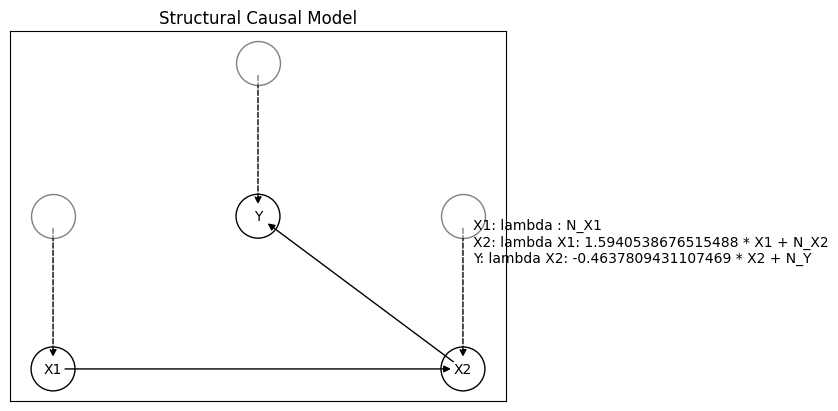 Structural Causal Model
Y
X1: lambda : N_X1
X2: lambda X1: 1.5940538676515488 * X1 + N_X2
Y: lambda X2: -0.4637809431107469 * X2 + N_Y
X1
X2